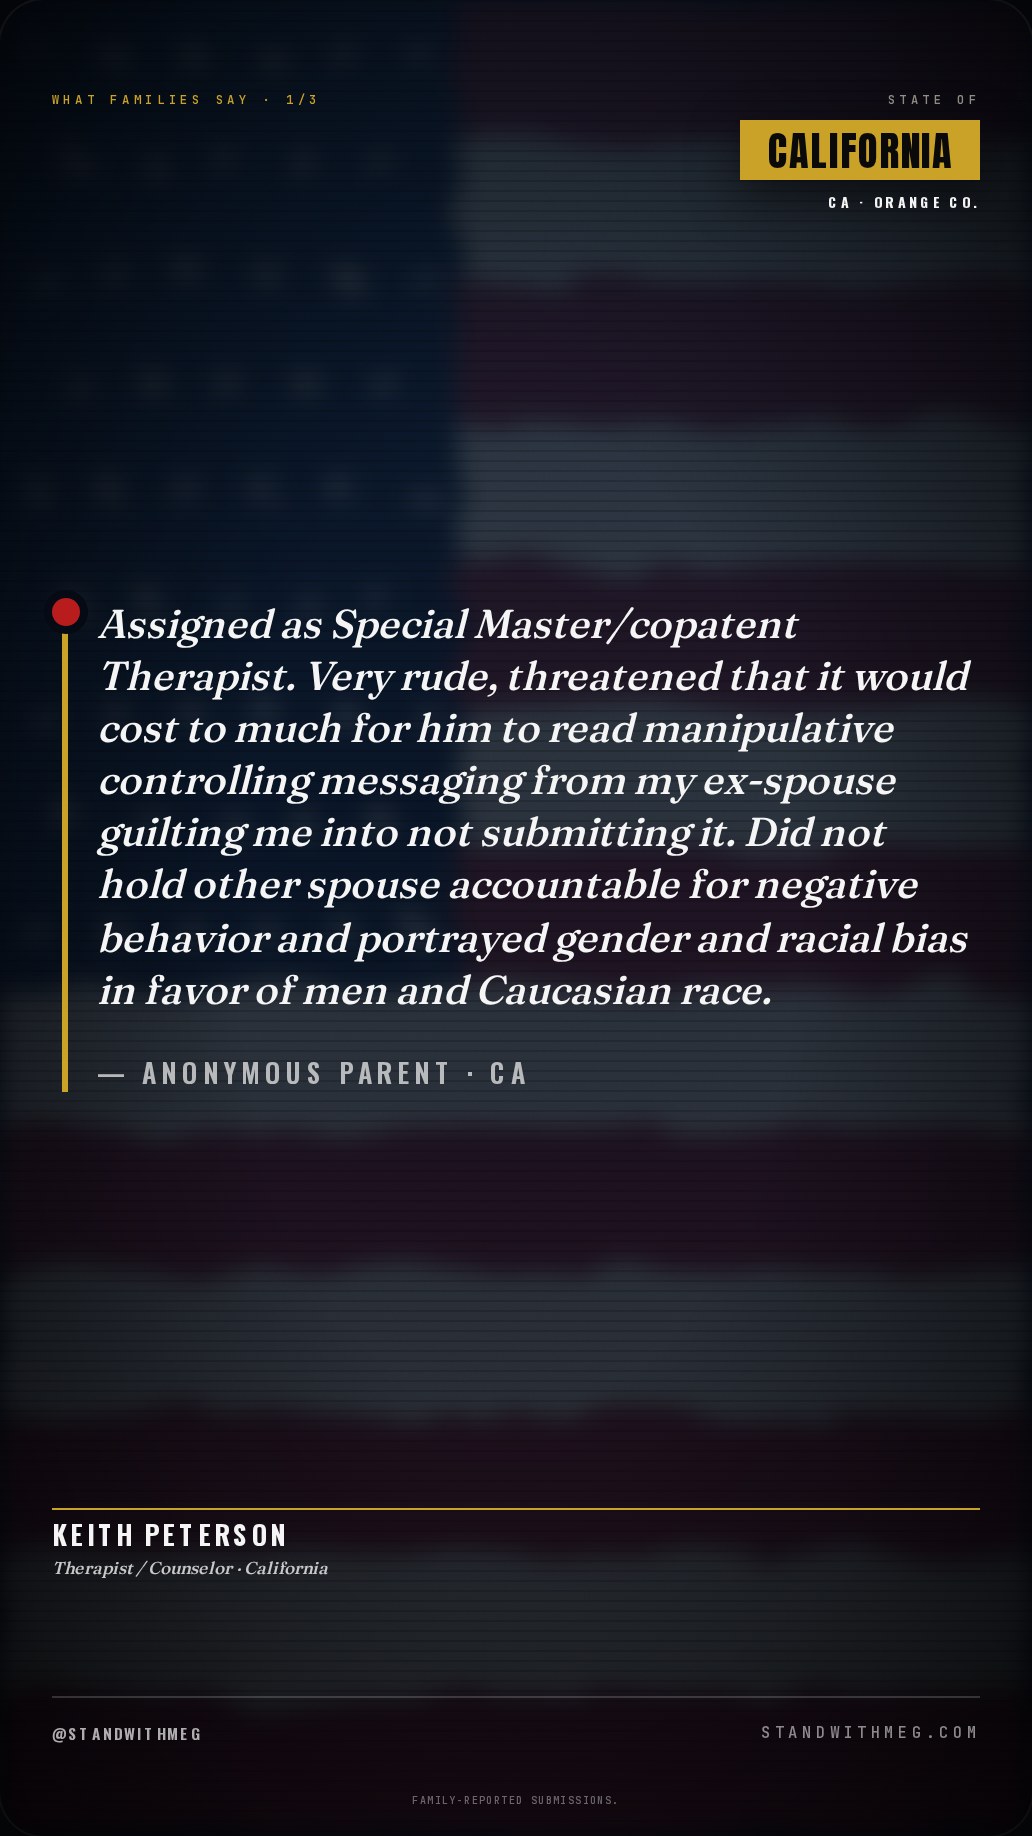 WHAT FAMILIES SAY · 1/3
STATE OF
CALIFORNIA
CA · ORANGE CO.
Assigned as Special Master/copatent
Therapist. Very rude, threatened that it would
cost to much for him to read manipulative
controlling messaging from my ex-spouse
guilting me into not submitting it. Did not
hold other spouse accountable for negative
behavior and portrayed gender and racial bias
in favor of men and Caucasian race.
— ANONYMOUS PARENT · CA
KEITH PETERSON
Therapist / Counselor · California
@STANDWITHMEG
STANDWITHMEG.COM
FAMILY-REPORTED SUBMISSIONS.